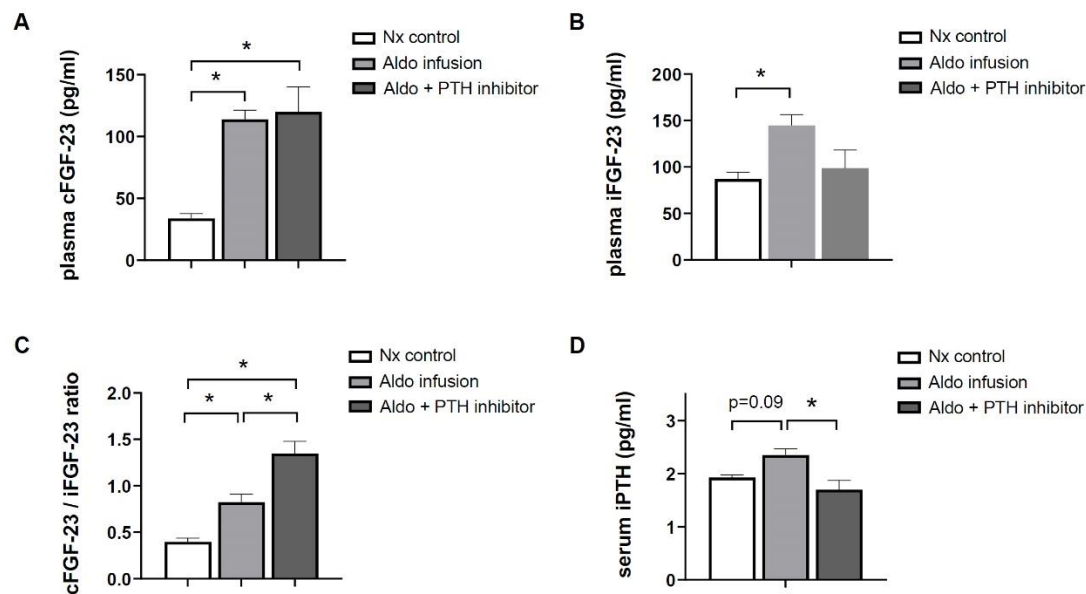 A
Nx control
Aldo infusion
Aldo + PTH inhibitor
plasma cFGF-23 (pg/ml)
150
100
50
0
*
*
B
Nx control
Aldo infusion
Aldo + PTH inhibitor
plasma iFGF-23 (pg/ml)
200
150
100
50
0
*
C
Nx control
Aldo infusion
Aldo + PTH inhibitor
cFGF-23 / iFGF-23 ratio
2.0
1.5
1.0
0.5
0.0
*
*
*
D
Nx control
Aldo infusion
Aldo + PTH inhibitor
serum iPTH (pg/ml)
3
2
1
0
p=0.09
*